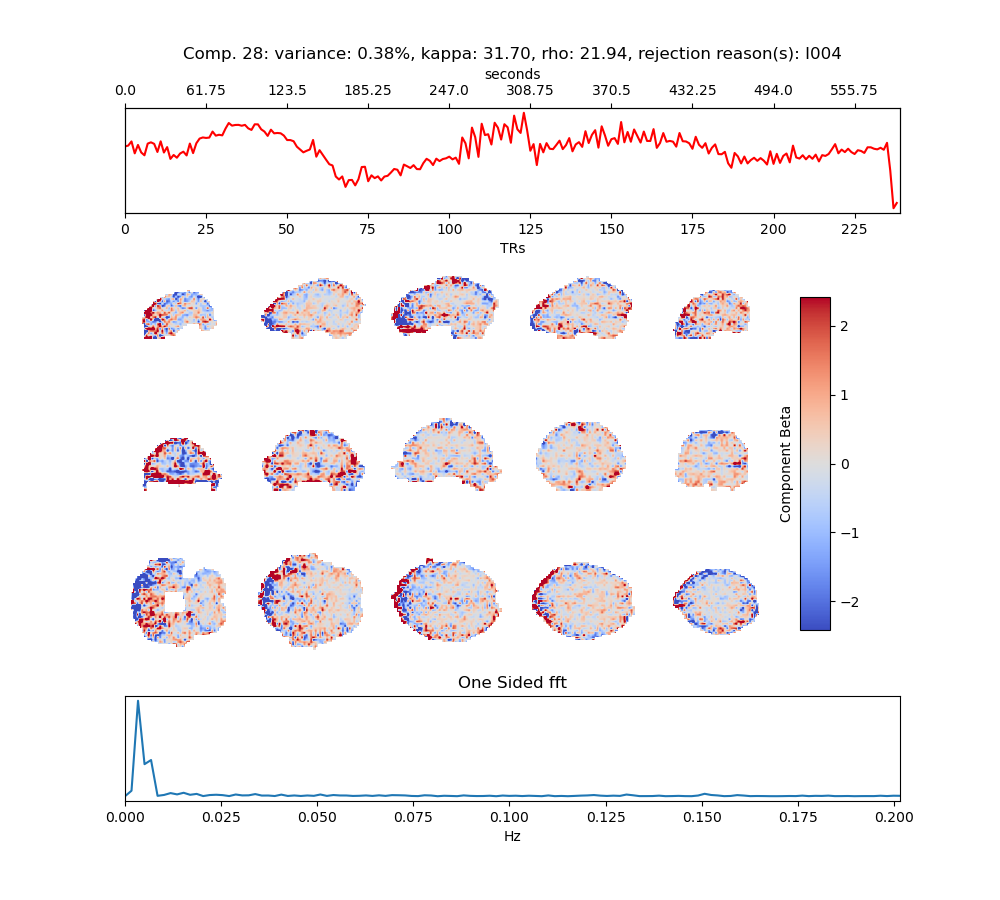 Comp. 28: variance: 0.38%, kappa: 31.70, rho: 21.94, rejection reason(s): I004
seconds
0.0 61.75 123.5 185.25 247.0 308.75 370.5 432.25 494.0 555.75
0 25 50 75 100 125 150 175 200 225
TRs
2
1
0
−1
−2
Component Beta
One Sided fft
0.000 0.025 0.050 0.075 0.100 0.125 0.150 0.175 0.200
Hz